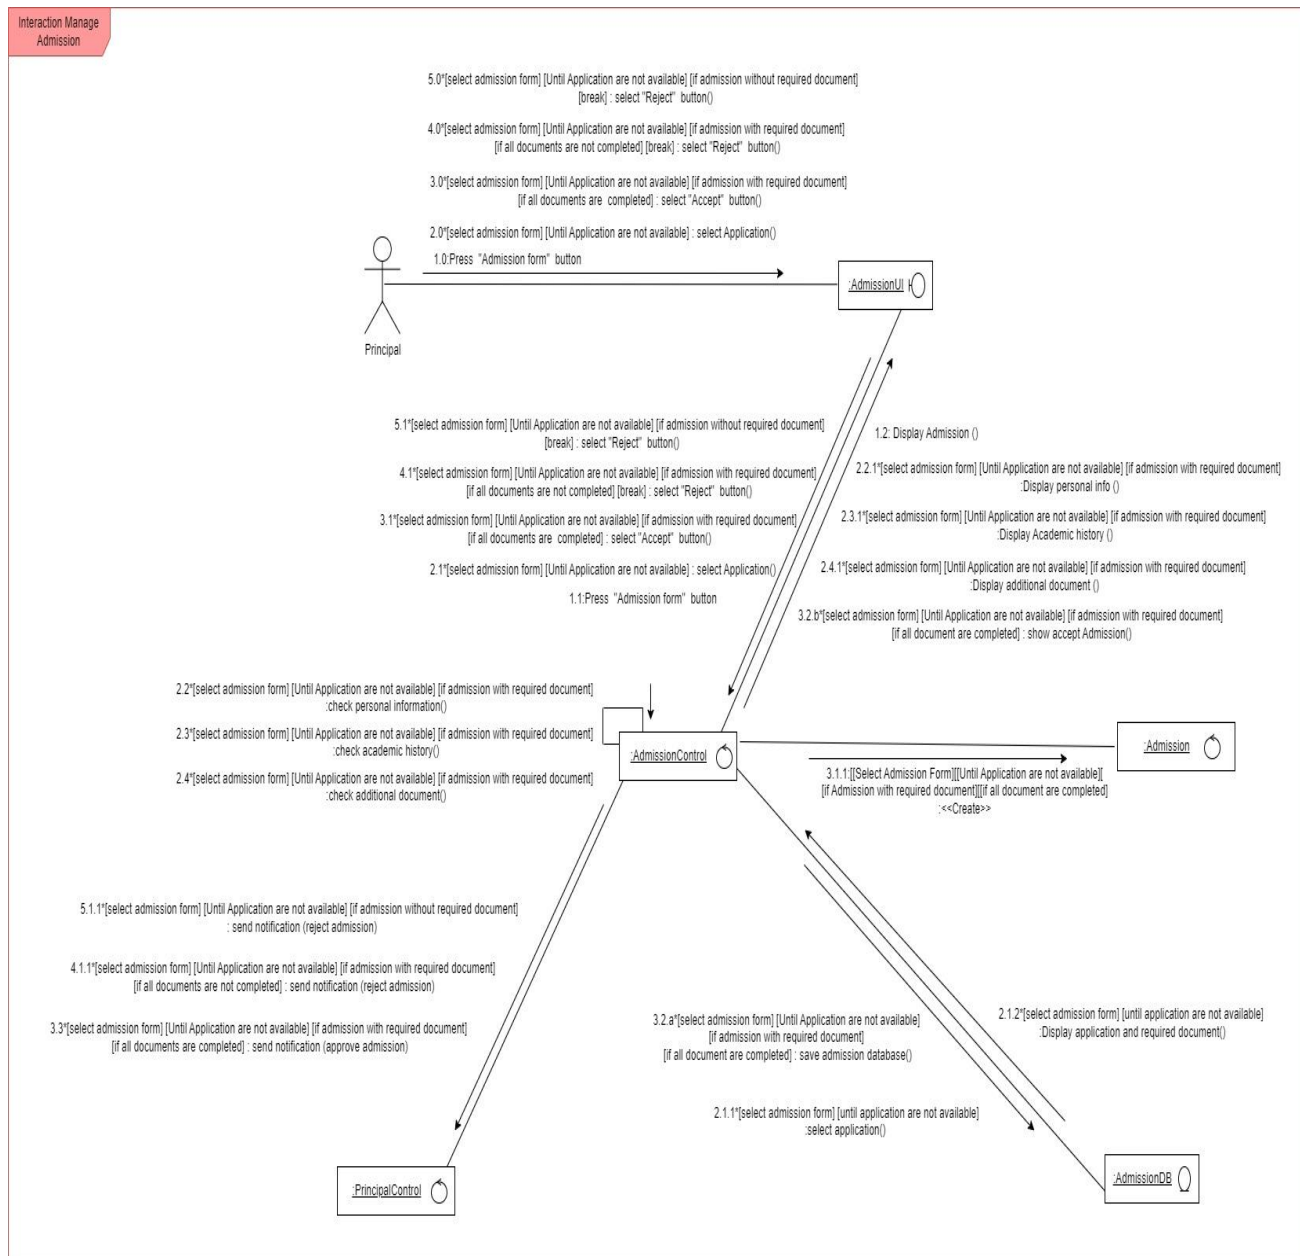 Interaction Manage
Admission
5.0*[select admission form] [Until Application are not available] [if admission without required document]
[break] : select "Reject" button()
4.0*[select admission form] [Until Application are not available] [if admission with required document]
[if all documents are not completed] [break] : select "Reject" button()
3.0*[select admission form] [Until Application are not available] [if admission with required document]
[if all documents are completed] : select "Accept" button()
2.0*[select admission form] [Until Application are not available] : select Application()
1.0:Press "Admission form" button
:AdmissionUI
Principal
5.1*[select admission form] [Until Application are not available] [if admission without required document]
[break] : select "Reject" button()
4.1*[select admission form] [Until Application are not available] [if admission with required document]
[if all documents are not completed] [break] : select "Reject" button()
3.1*[select admission form] [Until Application are not available] [if admission with required document]
[if all documents are completed] : select "Accept" button()
2.1*[select admission form] [Until Application are not available] : select Application()
1.1:Press "Admission form" button
1.2: Display Admission ()
2.2.1*[select admission form] [Until Application are not available] [if admission with required document]
:Display personal info ()
2.3.1*[select admission form] [Until Application are not available] [if admission with required document]
:Display Academic history ()
2.4.1*[select admission form] [Until Application are not available] [if admission with required document]
:Display additional document ()
3.2.b*[select admission form] [Until Application are not available] [if admission with required document]
[if all document are completed] : show accept Admission()
2.2*[select admission form] [Until Application are not available] [if admission with required document]
:check personal information()
2.3*[select admission form] [Until Application are not available] [if admission with required document]
:check academic history()
2.4*[select admission form] [Until Application are not available] [if admission with required document]
:check additional document()
:AdmissionControl
:Admission
3.1.1:[[Select Admission Form][[Until Application are not available][
[if Admission with required document][[if all document are completed]
:<<Create>>
5.1.1*[select admission form] [Until Application are not available] [if admission without required document]
: send notification (reject admission)
4.1.1*[select admission form] [Until Application are not available] [if admission with required document]
[if all documents are not completed] : send notification (reject admission)
3.3*[select admission form] [Until Application are not available] [if admission with required document]
[if all documents are completed] : send notification (approve admission)
3.2.a*[select admission form] [Until Application are not available]
[if admission with required document]
[if all document are completed] : save admission database()
2.1.2*[select admission form] [until application are not available]
:Display application and required document()
2.1.1*[select admission form] [until application are not available]
:select application()
:PrincipalControl
:AdmissionDB